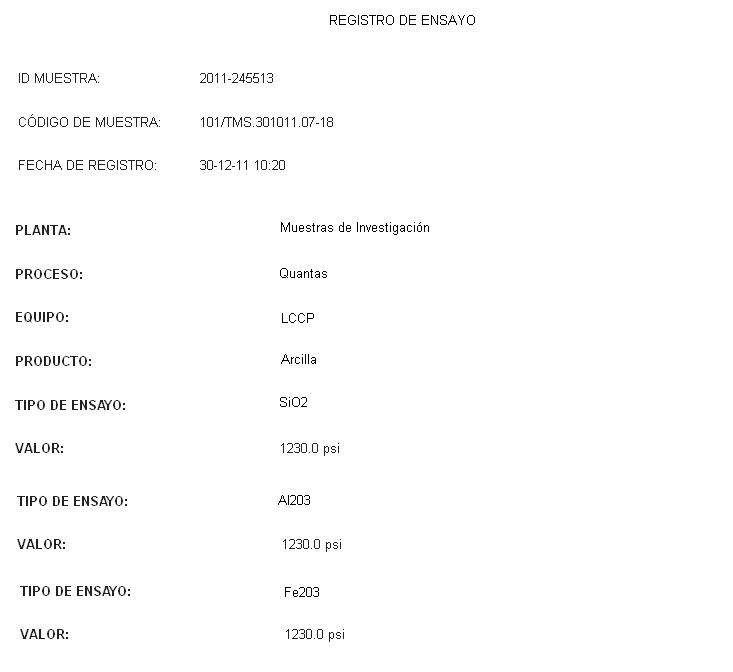 REGISTRO DE ENSAYO
ID MUESTRA: 2011-245513
CÓDIGO DE MUESTRA: 101/TMS.301011.07-18
FECHA DE REGISTRO: 30-12-11 10:20
PLANTA: Muestras de Investigación
PROCESO: Quantas
EQUIPO: LCCP
PRODUCTO: Arcilla
TIPO DE ENSAYO: SiO2
VALOR: 1230.0 psi
TIPO DE ENSAYO: Al203
VALOR: 1230.0 psi
TIPO DE ENSAYO: Fe203
VALOR: 1230.0 psi